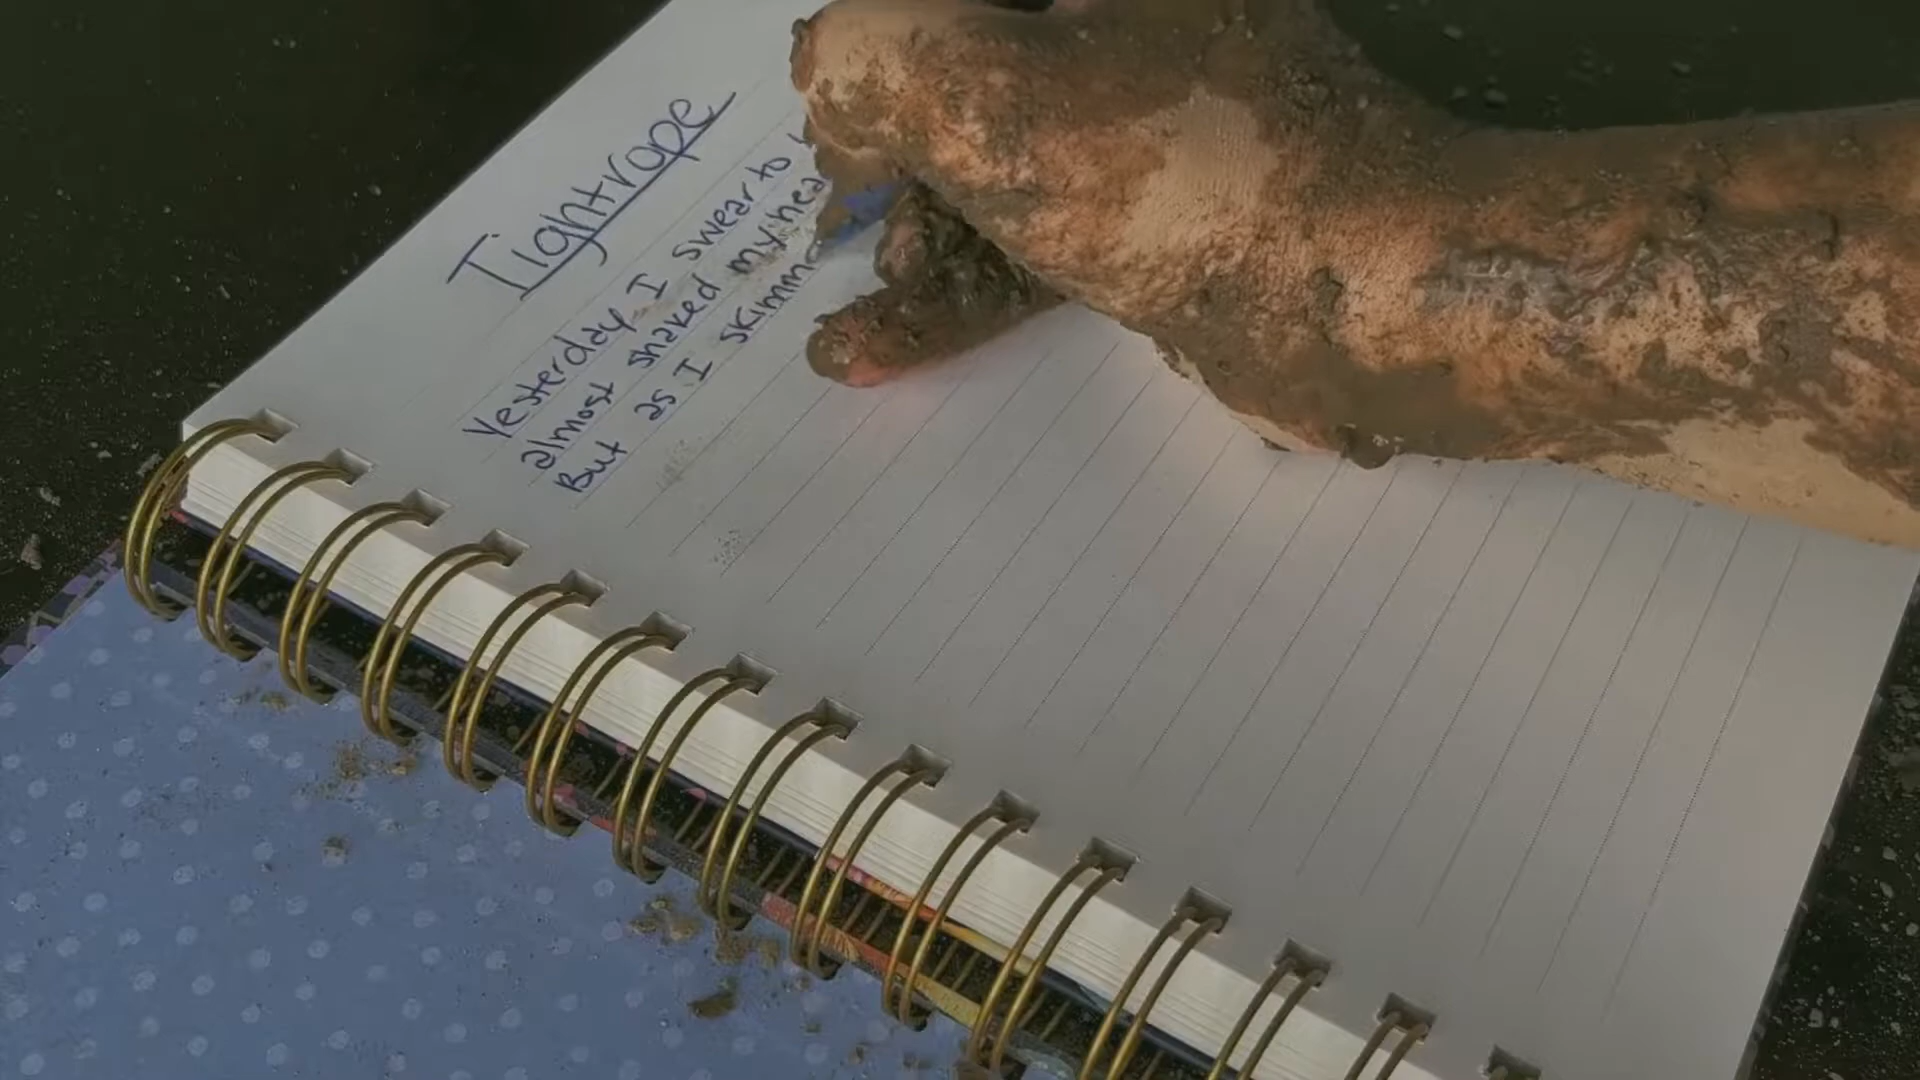 Tightrope
Yesterday I swear to
almost shaked my hea
But as I skimm